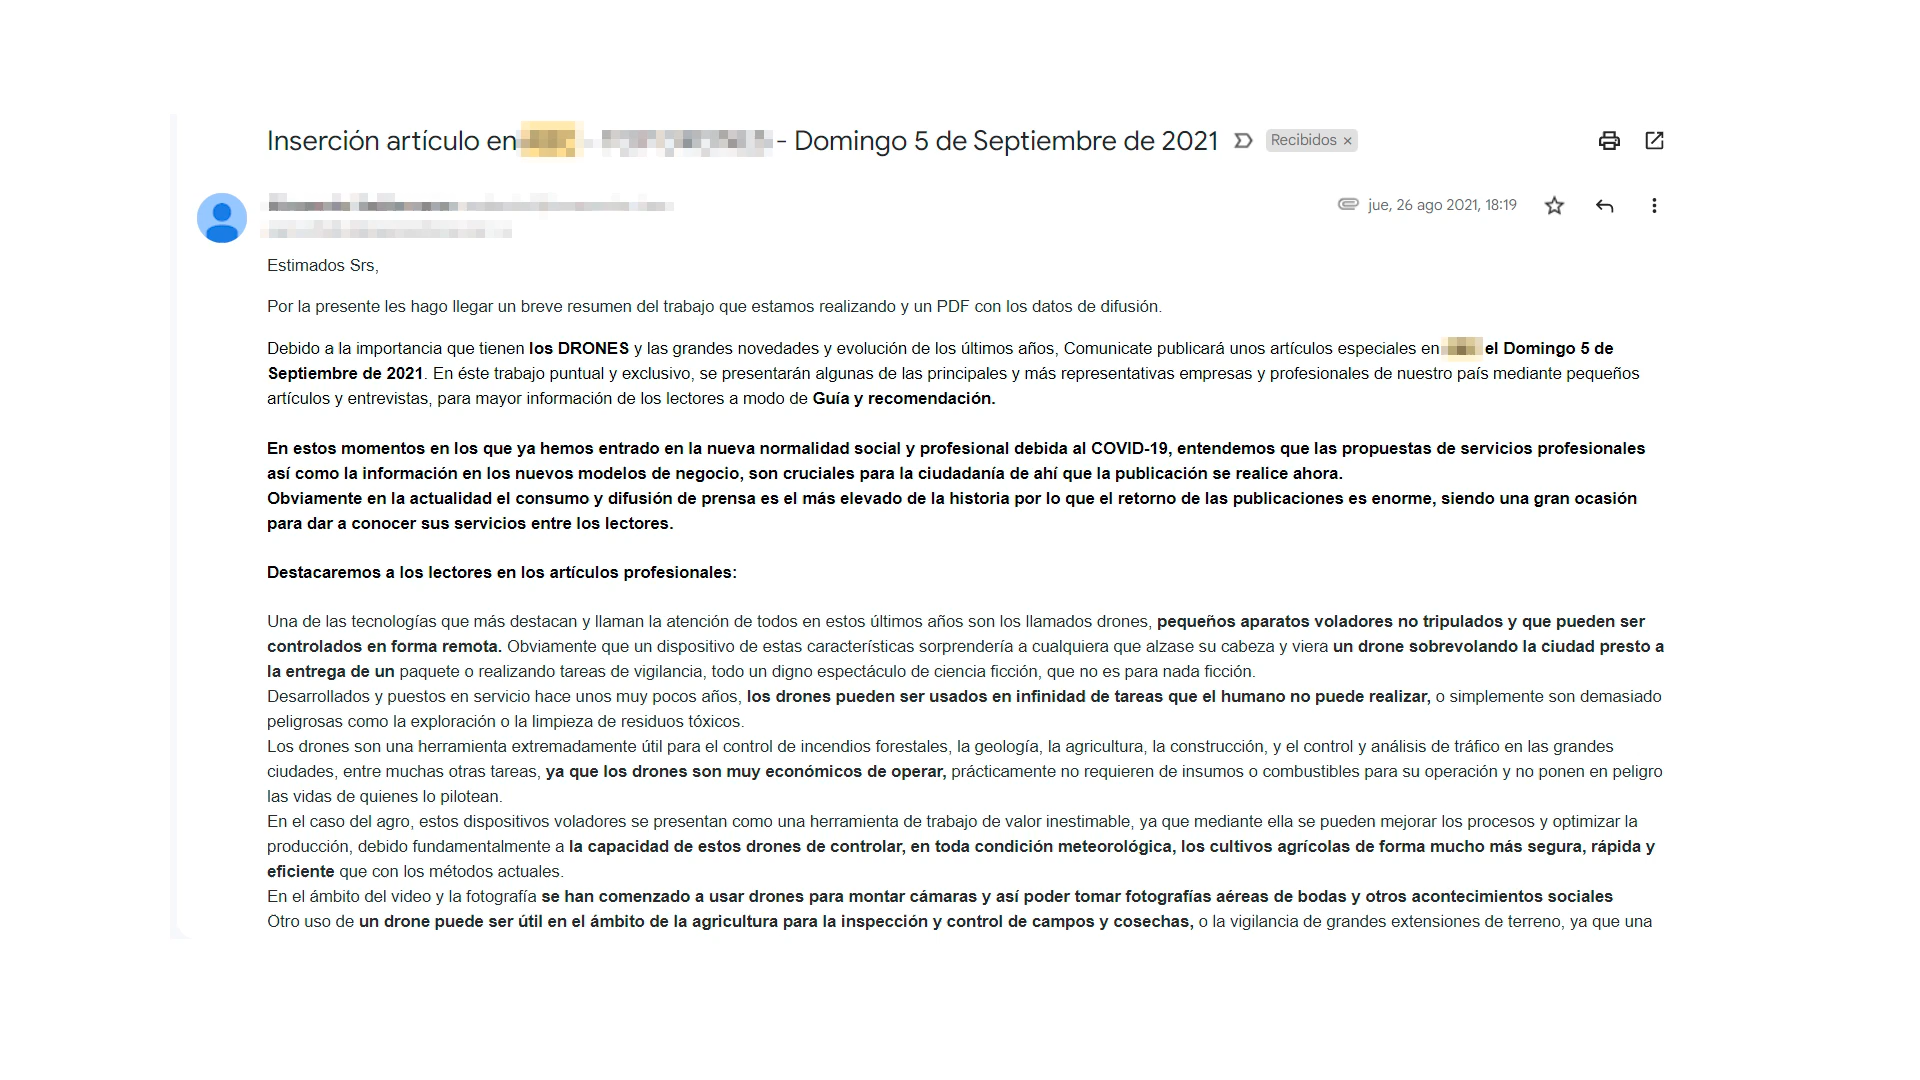 Inserción artículo en - - Domingo 5 de Septiembre de 2021 Recibidos ×
jue, 26 ago 2021, 18:19
Estimados Srs,
Por la presente les hago llegar un breve resumen del trabajo que estamos realizando y un PDF con los datos de difusión.
Debido a la importancia que tienen los DRONES y las grandes novedades y evolución de los últimos años, Comunicate publicará unos artículos especiales en el Domingo 5 de
Septiembre de 2021. En éste trabajo puntual y exclusivo, se presentarán algunas de las principales y más representativas empresas y profesionales de nuestro país mediante pequeños
artículos y entrevistas, para mayor información de los lectores a modo de Guía y recomendación.
En estos momentos en los que ya hemos entrado en la nueva normalidad social y profesional debida al COVID-19, entendemos que las propuestas de servicios profesionales
así como la información en los nuevos modelos de negocio, son cruciales para la ciudadanía de ahí que la publicación se realice ahora.
Obviamente en la actualidad el consumo y difusión de prensa es el más elevado de la historia por lo que el retorno de las publicaciones es enorme, siendo una gran ocasión
para dar a conocer sus servicios entre los lectores.
Destacaremos a los lectores en los artículos profesionales:
Una de las tecnologías que más destacan y llaman la atención de todos en estos últimos años son los llamados drones, pequeños aparatos voladores no tripulados y que pueden ser
controlados en forma remota. Obviamente que un dispositivo de estas características sorprendería a cualquiera que alzase su cabeza y viera un drone sobrevolando la ciudad presto a
la entrega de un paquete o realizando tareas de vigilancia, todo un digno espectáculo de ciencia ficción, que no es para nada ficción.
Desarrollados y puestos en servicio hace unos muy pocos años, los drones pueden ser usados en infinidad de tareas que el humano no puede realizar, o simplemente son demasiado
peligrosas como la exploración o la limpieza de residuos tóxicos.
Los drones son una herramienta extremadamente útil para el control de incendios forestales, la geología, la agricultura, la construcción, y el control y análisis de tráfico en las grandes
ciudades, entre muchas otras tareas, ya que los drones son muy económicos de operar, prácticamente no requieren de insumos o combustibles para su operación y no ponen en peligro
las vidas de quienes lo pilotean.
En el caso del agro, estos dispositivos voladores se presentan como una herramienta de trabajo de valor inestimable, ya que mediante ella se pueden mejorar los procesos y optimizar la
producción, debido fundamentalmente a la capacidad de estos drones de controlar, en toda condición meteorológica, los cultivos agrícolas de forma mucho más segura, rápida y
eficiente que con los métodos actuales.
En el ámbito del video y la fotografía se han comenzado a usar drones para montar cámaras y así poder tomar fotografías aéreas de bodas y otros acontecimientos sociales
Otro uso de un drone puede ser útil en el ámbito de la agricultura para la inspección y control de campos y cosechas, o la vigilancia de grandes extensiones de terreno, ya que una